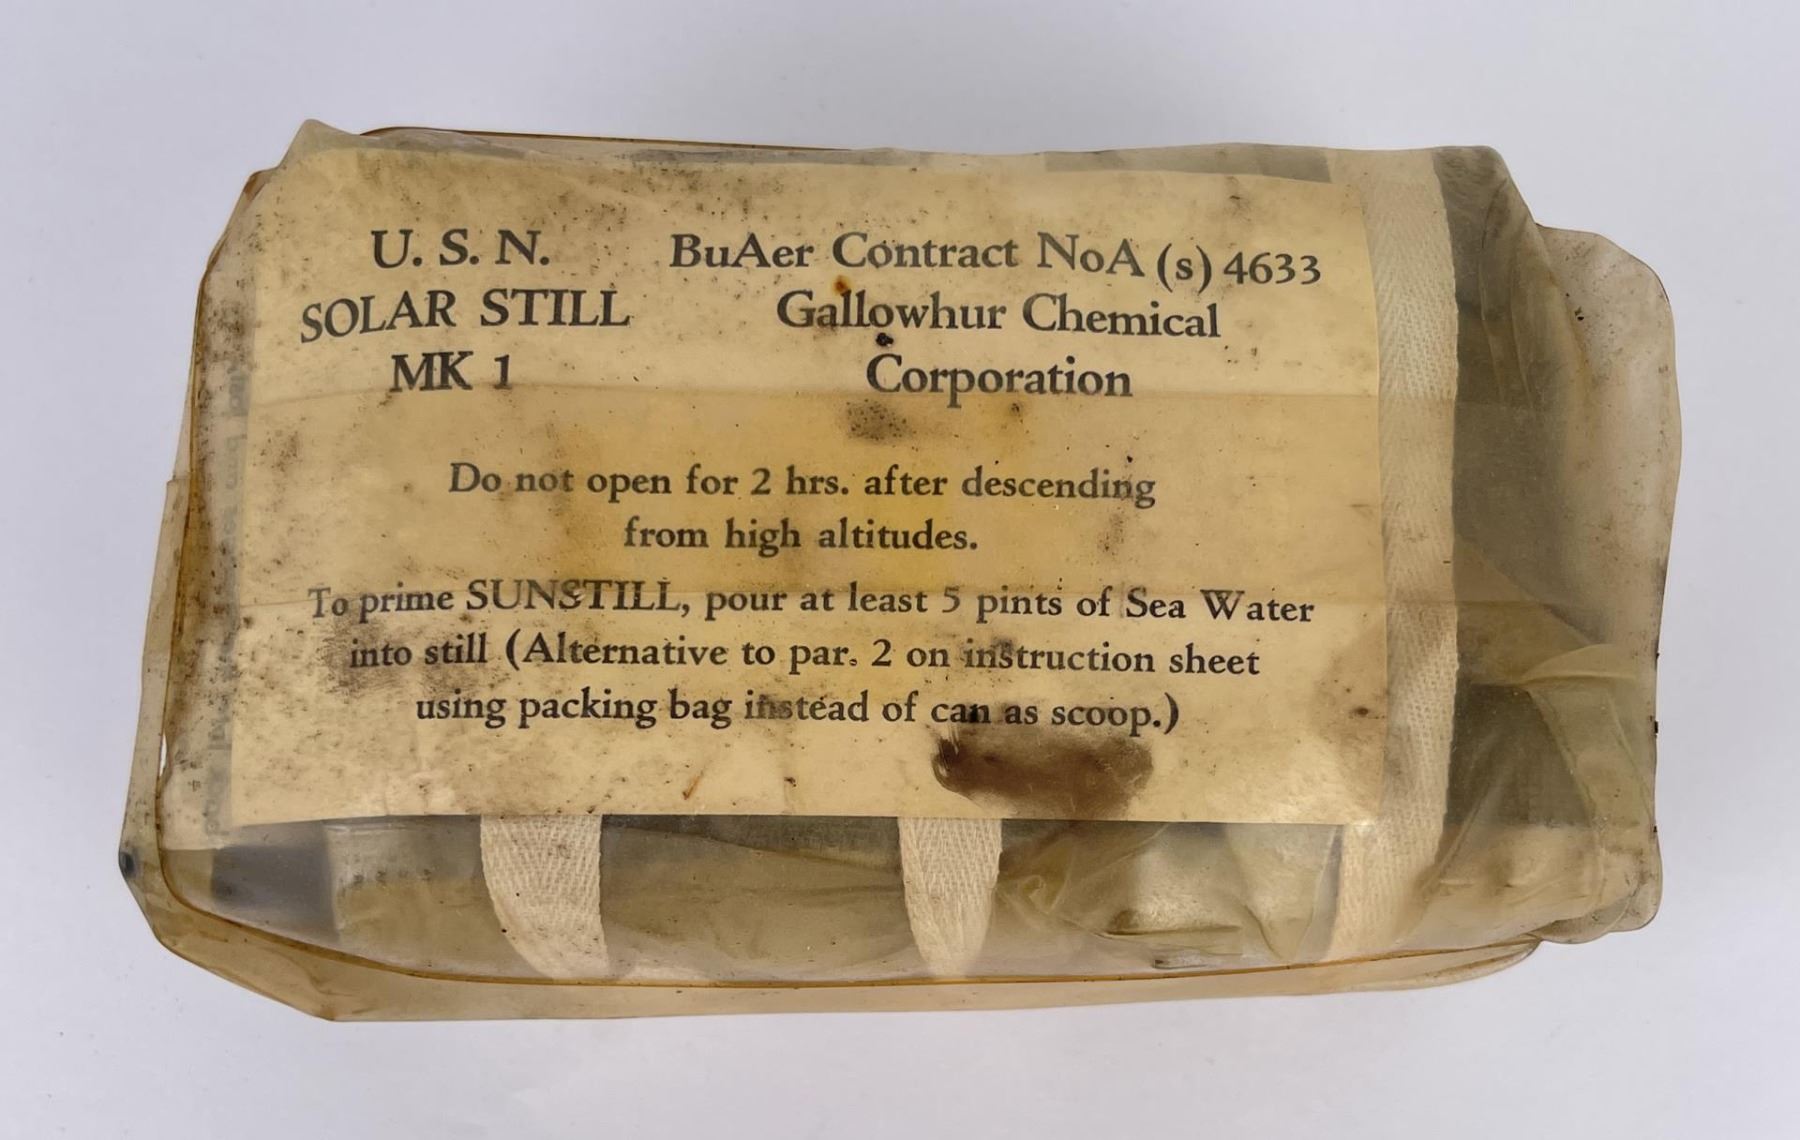 U. S. N.
SOLAR STILL
MK 1
BuAer Contract NoA (s) 4633
Gallowhur Chemical
Corporation
Do not open for 2 hrs. after descending
from high altitudes.
To prime SUNSTILL, pour at least 5 pints of Sea Water
into still (Alternative to par. 2 on instruction sheet
using packing bag instead of can as scoop.)